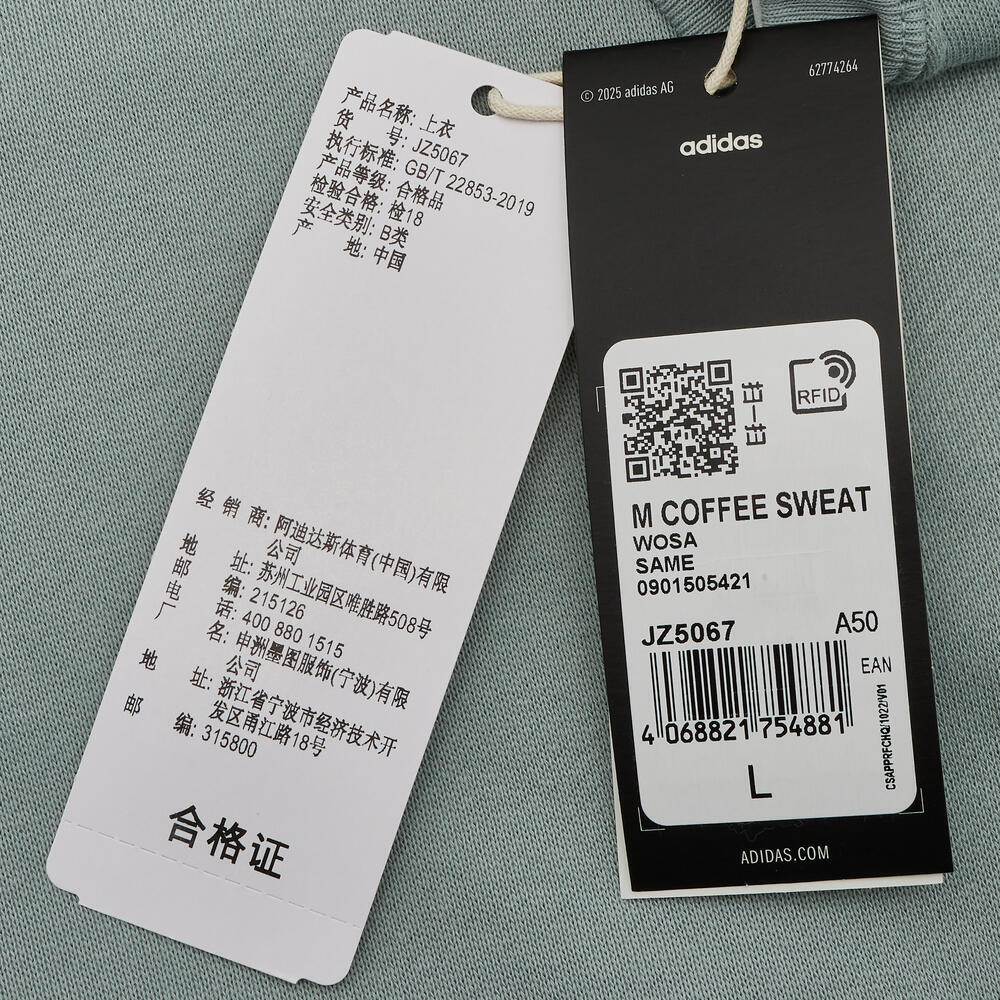 产品名称: 上衣
货 号: JZ5067
执行标准: GB/T 22853-2019
产品等级: 合格品
检验合格: 检18
安全类别: B类
产 地: 中国
经 销 商: 阿迪达斯体育(中国)有限
公司
地 址: 苏州工业园区唯胜路508号
邮 编: 215126
电 话: 400 880 1515
厂 名: 申洲墨图服饰(宁波)有限
公司
地 址: 浙江省宁波市经济技术开
发区甬江路18号
邮 编: 315800
合格证
© 2025 adidas AG
62774264
adidas
扫一扫
RFID
M COFFEE SWEAT
WOSA
SAME
0901505421
JZ5067
A50
EAN
4 068821 754881
CSAPPRFCHQ/1022/V01
L
ADIDAS.COM